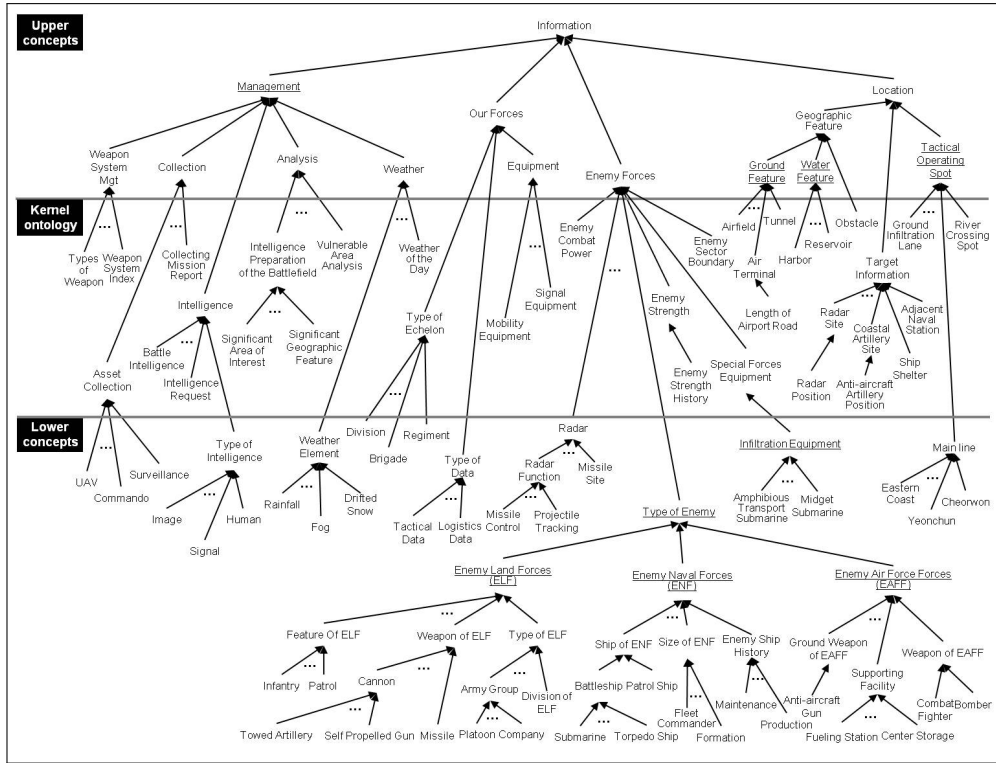 Upper concepts
Information
Management
Location
Our Forces
Geographic Feature
Weapon System Mgt
Collection
Analysis
Weather
Equipment
Enemy Forces
Ground Feature
Water Feature
Tactical Operating Spot
Kernel ontology
...
Types of Weapon
Weapon System Index
Collecting Mission Report
Intelligence Preparation of the Battlefield
Vulnerable Area Analysis
Weather of the Day
Enemy Combat Power
...
Enemy Sector Boundary
Airfield
Tunnel
Air Terminal
Harbor
Reservoir
Obstacle
Ground Infiltration Lane
River Crossing Spot
Intelligence
...
Significant Area of Interest
Significant Geographic Feature
Type of Echelon
Mobility Equipment
Signal Equipment
Enemy Strength
Length of Airport Road
Target Information
Radar Site
Coastal Artillery Site
Adjacent Naval Station
Ship Shelter
Asset Collection
Battle Intelligence
Intelligence Request
Enemy Strength History
Special Forces Equipment
Radar Position
Anti-aircraft Artillery Position
Lower concepts
...
UAV
Commando
Surveillance
Type of Intelligence
Weather Element
Division
Brigade
Regiment
Type of Data
Radar
Radar Function
Missile Site
Infiltration Equipment
Main line
Image
Signal
Human
Rainfall
Fog
Drifted Snow
Tactical Data
Logistics Data
Missile Control
Projectile Tracking
Type of Enemy
Amphibious Transport Submarine
Midget Submarine
Eastern Coast
Yeonchun
Cheorwon
Enemy Land Forces (ELF)
Enemy Naval Forces (ENF)
Enemy Air Force Forces (EAFF)
...
Feature Of ELF
Weapon of ELF
Type of ELF
Ship of ENF
Size of ENF
Enemy Ship History
Ground Weapon of EAFF
Supporting Facility
Weapon of EAFF
Infantry
Patrol
Cannon
Army Group
Division of ELF
Battleship
Patrol Ship
Fleet Commander
Formation
Maintenance
Production
Anti-aircraft Gun
Combat Fighter
Bomber
Towed Artillery
Self Propelled Gun
Missile
Platoon
Company
Submarine
Torpedo Ship
Fueling Station
Center Storage